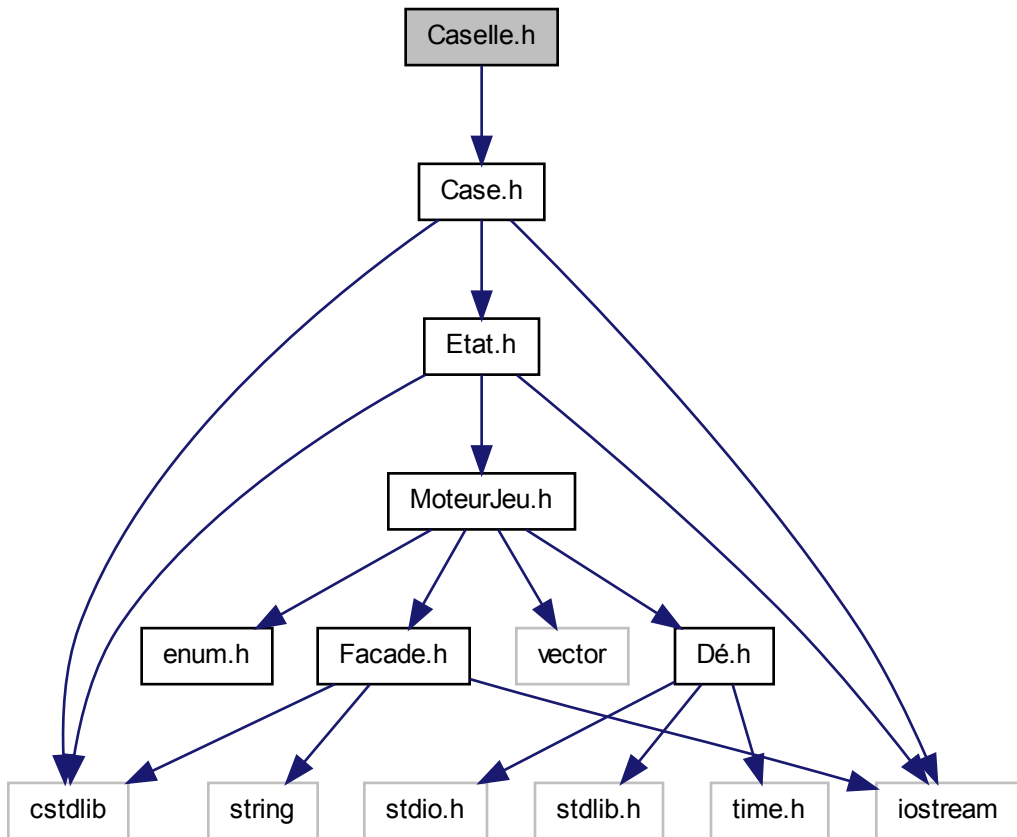 Caselle.h
Case.h
Etat.h
MoteurJeu.h
enum.h
Facade.h
vector
Dé.h
cstdlib
string
stdio.h
stdlib.h
time.h
iostream